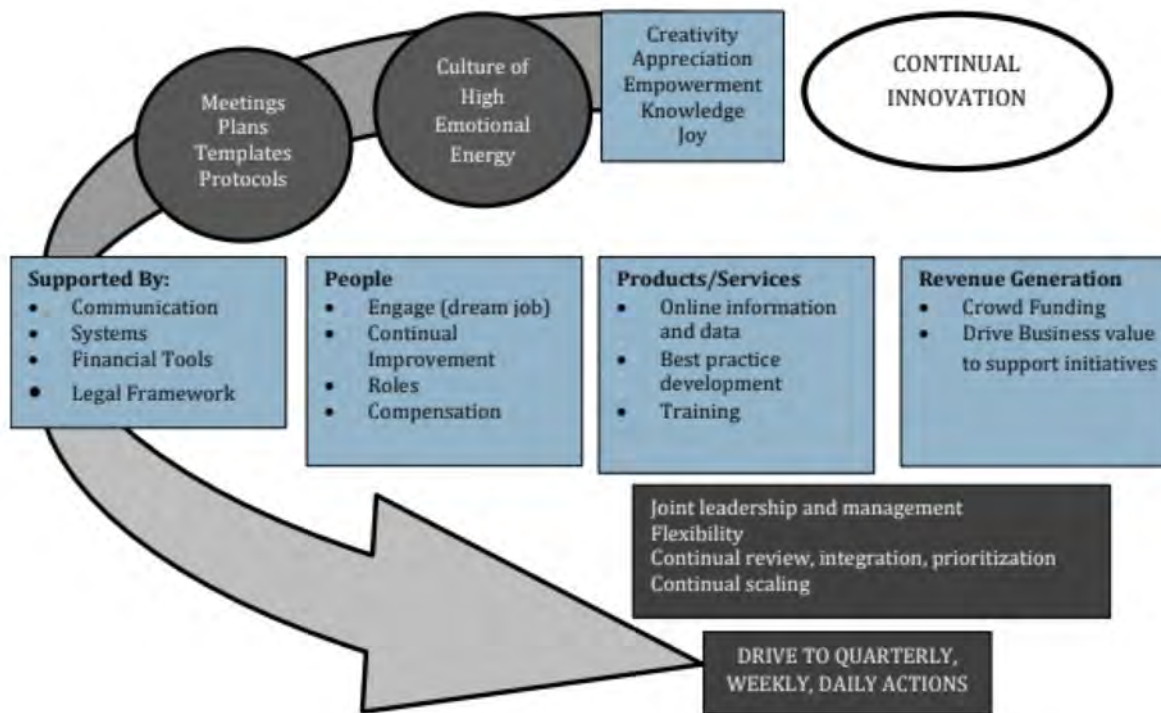 Meetings
Plans
Templates
Protocols
Culture of
High
Emotional
Energy
Creativity
Appreciation
Empowerment
Knowledge
Joy
CONTINUAL
INNOVATION
Supported By:
• Communication
• Systems
• Financial Tools
• Legal Framework
People
• Engage (dream job)
• Continual
Improvement
• Roles
• Compensation
Products/Services
• Online information
and data
• Best practice
development
• Training
Revenue Generation
• Crowd Funding
• Drive Business value
to support initiatives
Joint leadership and management
Flexibility
Continual review, integration, prioritization
Continual scaling
DRIVE TO QUARTERLY,
WEEKLY, DAILY ACTIONS